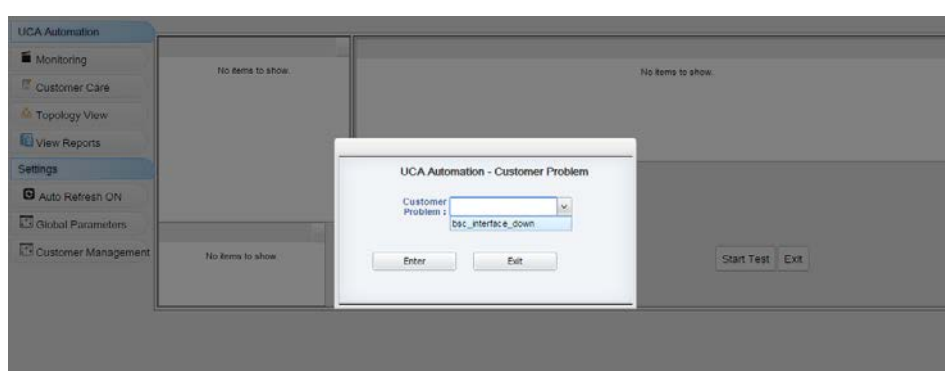 UCA Automation
Monitoring
Customer Care
Topology View
View Reports
Settings
Auto Refresh ON
Global Parameters
Customer Management
No items to show.
No items to show.
No items to show.
UCA Automation - Customer Problem
Customer
Problem :
bsc_interface_down
Enter Exit
Start Test Exit